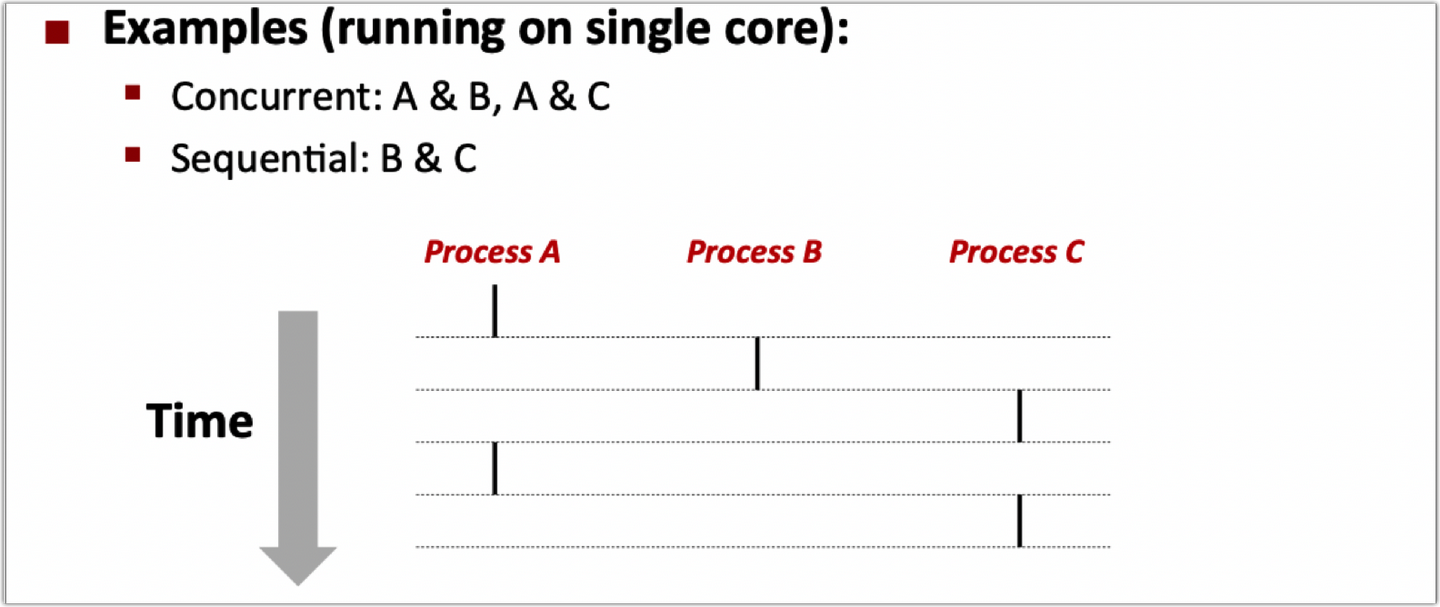 Examples (running on single core):
Concurrent: A & B, A & C
Sequential: B & C
Process A Process B Process C
Time